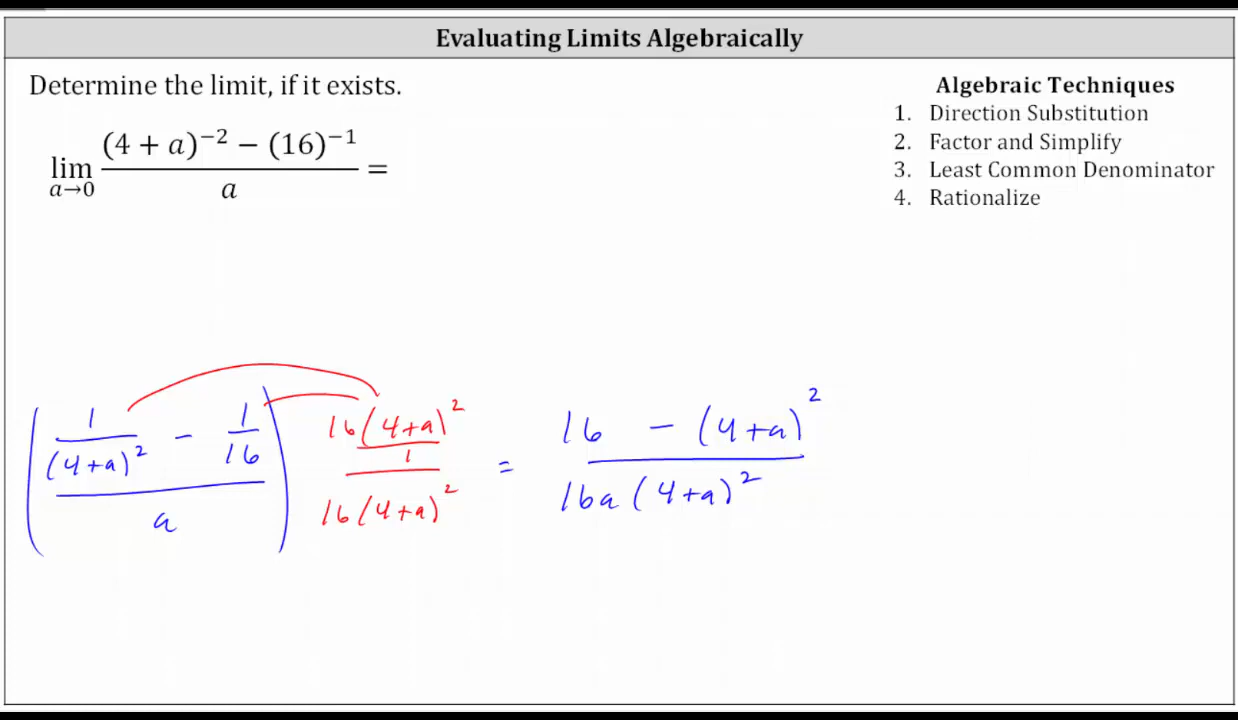 Evaluating Limits Algebraically
Determine the limit, if it exists.
lim a→0 (4 + a)⁻² − (16)⁻¹ / a =
Algebraic Techniques
1. Direction Substitution
2. Factor and Simplify
3. Least Common Denominator
4. Rationalize
( ( 1/(4+a)² − 1/16 ) / a ) ( 16(4+a)² / 1 ) / ( 16(4+a)² ) = ( 16 − (4+a)² ) / ( 16a(4+a)² )